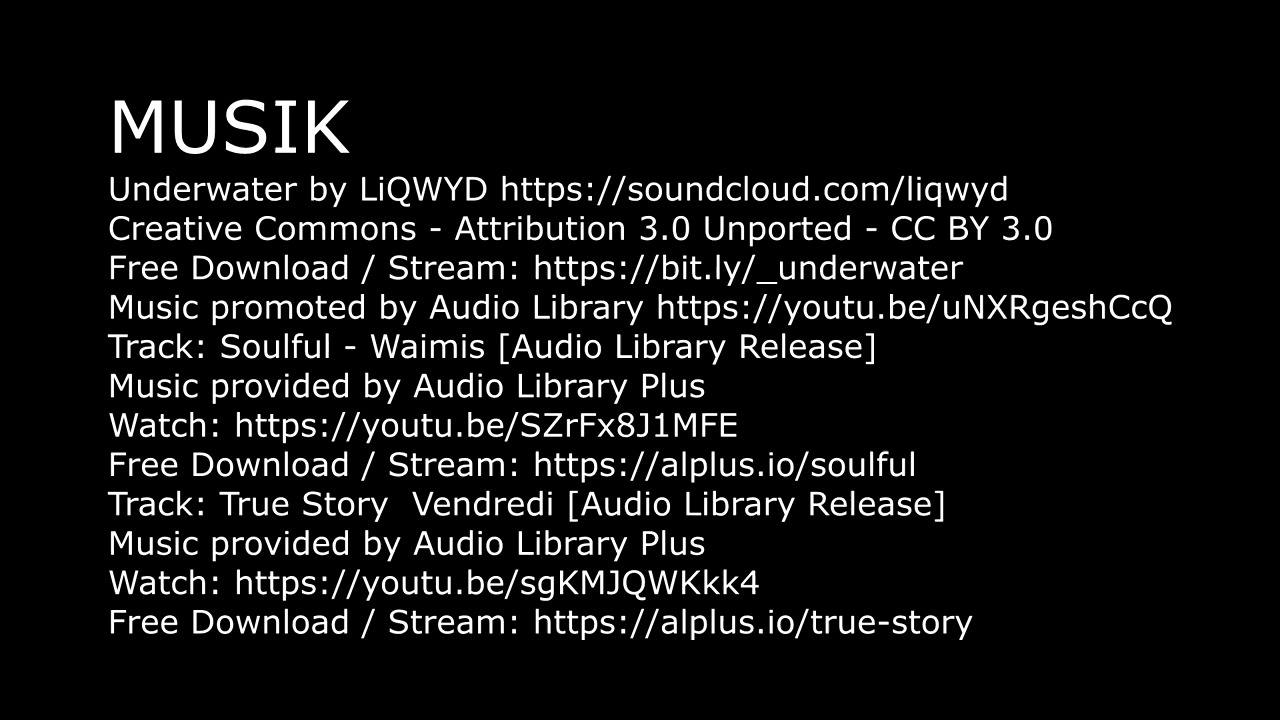 MUSIK
Underwater by LiQWYD https://soundcloud.com/liqwyd
Creative Commons - Attribution 3.0 Unported - CC BY 3.0
Free Download / Stream: https://bit.ly/_underwater
Music promoted by Audio Library https://youtu.be/uNXRgeshCcQ
Track: Soulful - Waimis [Audio Library Release]
Music provided by Audio Library Plus
Watch: https://youtu.be/SZrFx8J1MFE
Free Download / Stream: https://alplus.io/soulful
Track: True Story  Vendredi [Audio Library Release]
Music provided by Audio Library Plus
Watch: https://youtu.be/sgKMJQWKkk4
Free Download / Stream: https://alplus.io/true-story